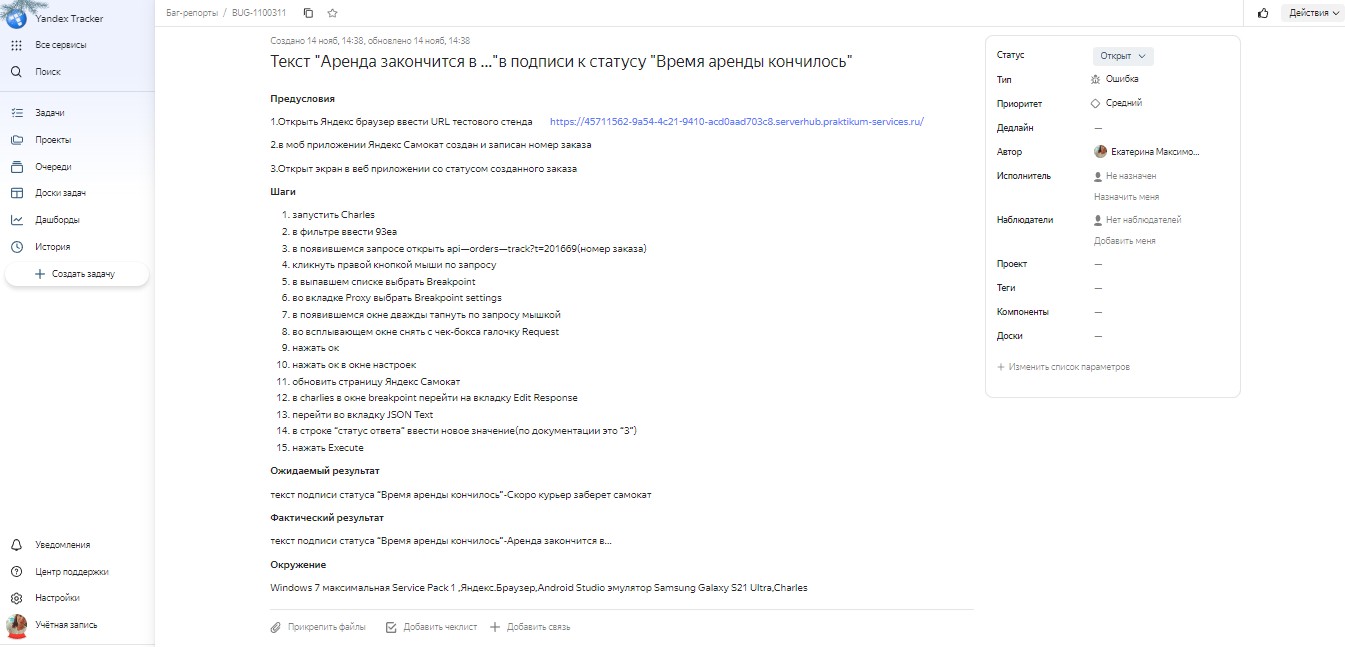 Yandex Tracker
Все сервисы
Поиск
Задачи
Проекты
Очереди
Доски задач
Дашборды
История
Создать задачу
Уведомления
Центр поддержки
Настройки
Учётная запись
Баг-репорты / BUG-1100311
Действия
Создано 14 нояб, 14:38, обновлено 14 нояб, 14:38
Текст "Аренда закончится в ..."в подписи к статусу "Время аренды кончилось"
Предусловия
1.Открыть Яндекс браузер ввести URL тестового стенда https://45711562-9a54-4c21-9410-acd0aad703c8.serverhub.praktikum-services.ru/
2.в моб приложении Яндекс Самокат создан и записан номер заказа
3.Открыт экран в веб приложении со статусом созданного заказа
Шаги
1. запустить Charles
2. в фильтре ввести 93ea
3. в появившемся запросе открыть api—orders—track?t=201669(номер заказа)
4. кликнуть правой кнопкой мыши по запросу
5. в выпавшем списке выбрать Breakpoint
6. во вкладке Proxy выбрать Breakpoint settings
7. в появившемся окне дважды тапнуть по запросу мышкой
8. во всплывающем окне снять с чек-бокса галочку Request
9. нажать ок
10. нажать ок в окне настроек
11. обновить страницу Яндекс Самокат
12. в charlies в окне breakpoint перейти на вкладку Edit Response
13. перейти во вкладку JSON Text
14. в строке “статус ответа” ввести новое значение(по документации это “3”)
15. нажать Execute
Ожидаемый результат
текст подписи статуса “Время аренды кончилось”-Скоро курьер заберет самокат
Фактический результат
текст подписи статуса “Время аренды кончилось”-Аренда закончится в...
Окружение
Windows 7 максимальная Service Pack 1 ,Яндекс.Браузер,Android Studio эмулятор Samsung Galaxy S21 Ultra,Charles
Прикрепить файлы Добавить чеклист Добавить связь
Статус Открыт
Тип Ошибка
Приоритет Средний
Дедлайн —
Автор Екатерина Максимо...
Исполнитель Не назначен
Назначить меня
Наблюдатели Нет наблюдателей
Добавить меня
Проект —
Теги —
Компоненты —
Доски —
Изменить список параметров